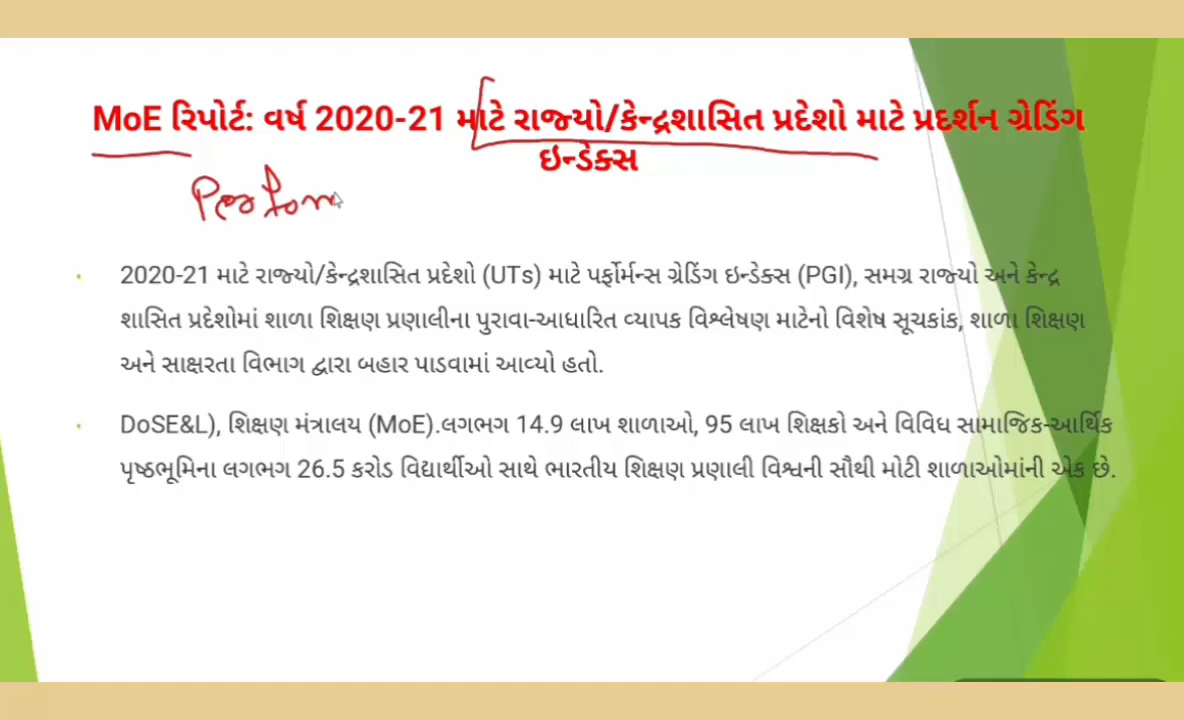 MoE રિપોર્ટ: વર્ષ 2020-21 માટે રાજ્યો/કેન્દ્રશાસિત પ્રદેશો માટે પ્રદર્શન ગ્રેડિંગ
ઇન્ડેક્સ
Perform
2020-21 માટે રાજ્યો/કેન્દ્રશાસિત પ્રદેશો (UTs) માટે પર્ફોર્મન્સ ગ્રેડિંગ ઇન્ડેક્સ (PGI), સમગ્ર રાજ્યો અને કેન્દ્ર
શાસિત પ્રદેશોમાં શાળા શિક્ષણ પ્રણાલીના પુરાવા-આધારિત વ્યાપક વિશ્લેષણ માટેનો વિશેષ સૂચકાંક, શાળા શિક્ષણ
અને સાક્ષરતા વિભાગ દ્વારા બહાર પાડવામાં આવ્યો હતો.
DoSE&L), શિક્ષણ મંત્રાલય (MoE).લગભગ 14.9 લાખ શાળાઓ, 95 લાખ શિક્ષકો અને વિવિધ સામાજિક-આર્થિક
પૃષ્ઠભૂમિના લગભગ 26.5 કરોડ વિદ્યાર્થીઓ સાથે ભારતીય શિક્ષણ પ્રણાલી વિશ્વની સૌથી મોટી શાળાઓમાંની એક છે.